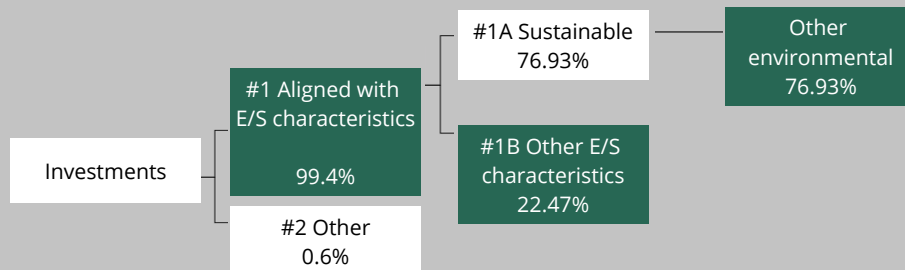 Investments
#1 Aligned with
E/S characteristics
99.4%
#2 Other
0.6%
#1A Sustainable
76.93%
#1B Other E/S
characteristics
22.47%
Other
environmental
76.93%